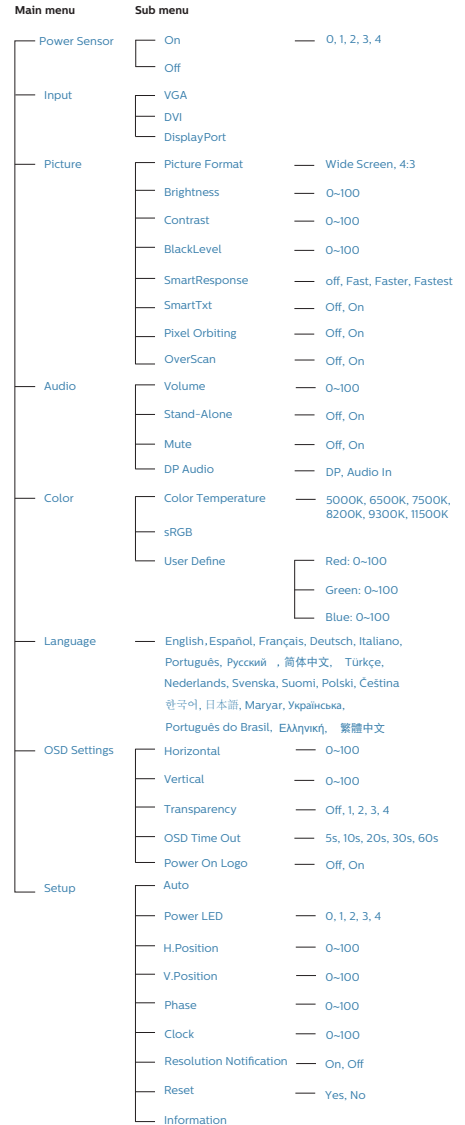 Main menu Sub menu
Power Sensor On 0, 1, 2, 3, 4
Off
Input VGA
DVI
DisplayPort
Picture Picture Format Wide Screen, 4:3
Brightness 0~100
Contrast 0~100
BlackLevel 0~100
SmartResponse off, Fast, Faster, Fastest
SmartTxt Off, On
Pixel Orbiting Off, On
OverScan Off, On
Audio Volume 0~100
Stand-Alone Off, On
Mute Off, On
DP Audio DP, Audio In
Color Color Temperature 5000K, 6500K, 7500K,
8200K, 9300K, 11500K
sRGB
User Define Red: 0~100
Green: 0~100
Blue: 0~100
Language English, Español, Français, Deutsch, Italiano,
Português, Русский , 简体中文, Türkçe,
Nederlands, Svenska, Suomi, Polski, Čeština
한국어, 日本語, Maryar, Українська,
Português do Brasil, Ελληνική, 繁體中文
OSD Settings Horizontal 0~100
Vertical 0~100
Transparency Off, 1, 2, 3, 4
OSD Time Out 5s, 10s, 20s, 30s, 60s
Power On Logo Off, On
Setup Auto
Power LED 0, 1, 2, 3, 4
H.Position 0~100
V.Position 0~100
Phase 0~100
Clock 0~100
Resolution Notification On, Off
Reset Yes, No
Information